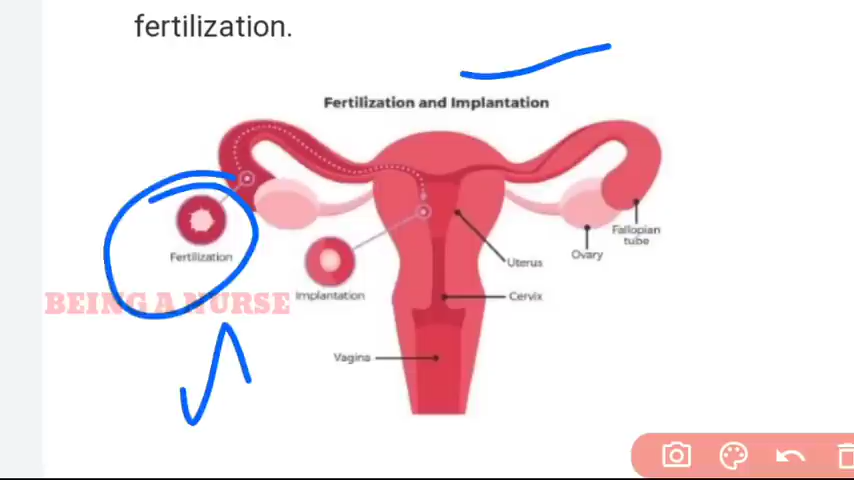 fertilization.
Fertilization and Implantation
Fertilization
Fallopian
tube
Ovary
Uterus
Implantation
Cervix
BEING A NURSE
Vagina